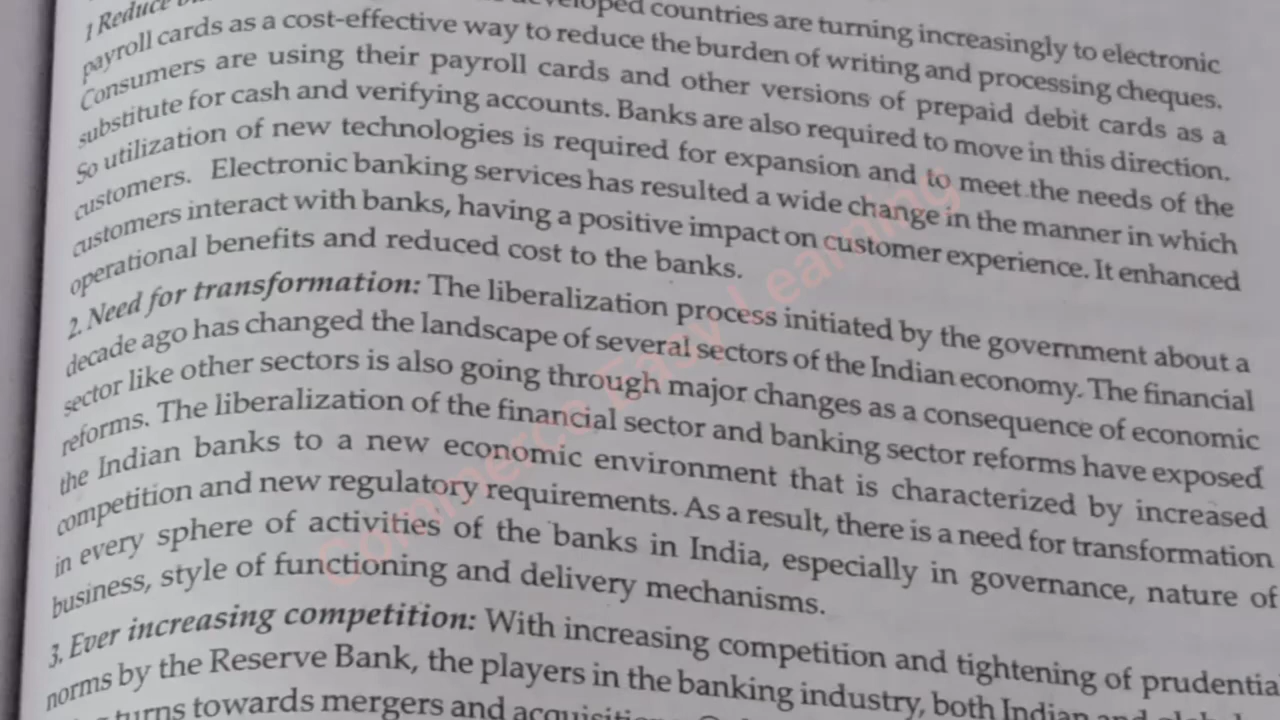 1 Reduce countries are turning increasingly to electronic
payroll cards as a cost-effective way to reduce the burden of writing and processing cheques.
Consumers are using their payroll cards and other versions of prepaid debit cards as a
substitute for cash and verifying accounts. Banks are also required to move in this direction.
So utilization of new technologies is required for expansion and to meet the needs of the
customers. Electronic banking services has resulted a wide change in the manner in which
customers interact with banks, having a positive impact on customer experience. It enhanced
operational benefits and reduced cost to the banks.
2. Need for transformation: The liberalization process initiated by the government about a
decade ago has changed the landscape of several sectors of the Indian economy. The financial
sector like other sectors is also going through major changes as a consequence of economic
reforms. The liberalization of the financial sector and banking sector reforms have exposed
the Indian banks to a new economic environment that is characterized by increased
competition and new regulatory requirements. As a result, there is a need for transformation
in every sphere of activities of the banks in India, especially in governance, nature of
business, style of functioning and delivery mechanisms.
3. Ever increasing competition: With increasing competition and tightening of prudentia
norms by the Reserve Bank, the players in the banking industry, both Indian and
turns towards mergers and
Commerce Easy Learning